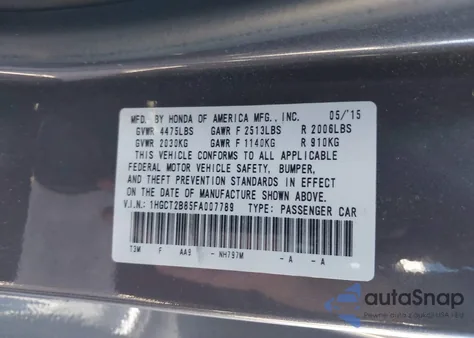 MFD. BY HONDA OF AMERICA MFG., INC. 05/'15
GVWR 4475LBS GAWR F 2513LBS R 2006LBS
GVWR 2030KG GAWR F 1140KG R 910KG
THIS VEHICLE CONFORMS TO ALL APPLICABLE
FEDERAL MOTOR VEHICLE SAFETY, BUMPER,
AND THEFT PREVENTION STANDARDS IN EFFECT
ON THE DATE OF MANUFACTURE SHOWN ABOVE.
V.I.N.: 1HGCT2B85FA007789 TYPE: PASSENGER CAR
T3M F AA9 - NH797M - A - A
autoSnap